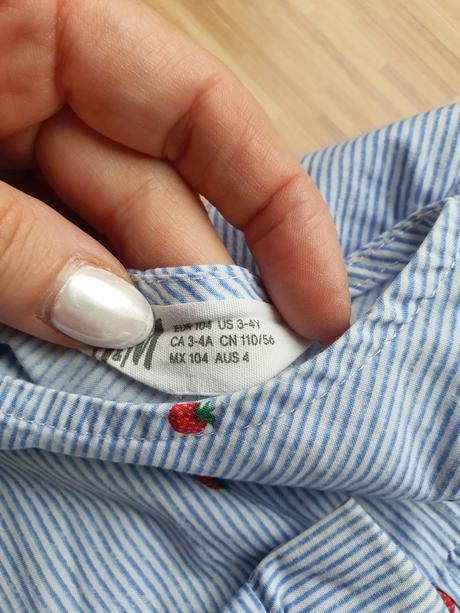 H&M
EUR 104 US 3-4Y
CA 3-4A CN 110/56
MX 104 AUS 4